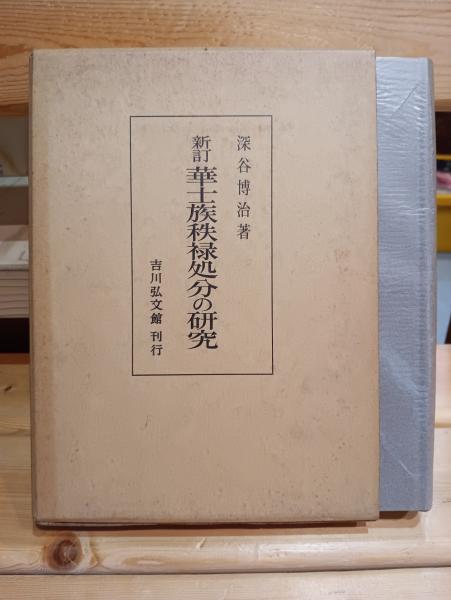 深谷博治著
新訂 華士族秩禄処分の研究
吉川弘文館 刊行